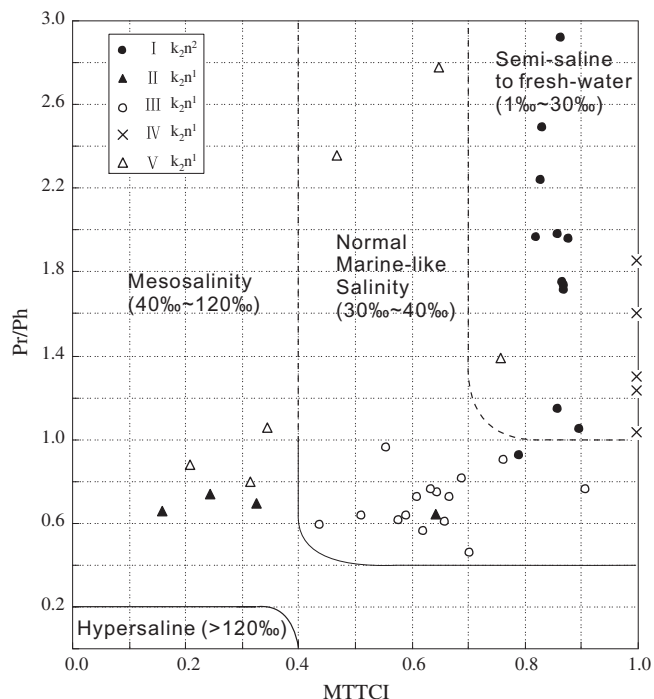 3.0
2.6
2.2
1.8
1.4
1.0
0.6
0.2
Pr/Ph
I k₂n²
II k₂n¹
III k₂n¹
IV k₂n¹
V k₂n¹
Semi-saline
to fresh-water
(1‰~30‰)
Normal
Marine-like
Salinity
(30‰~40‰)
Mesosalinity
(40‰~120‰)
Hypersaline (>120‰)
0.0 0.2 0.4 0.6 0.8 1.0
MTTCI